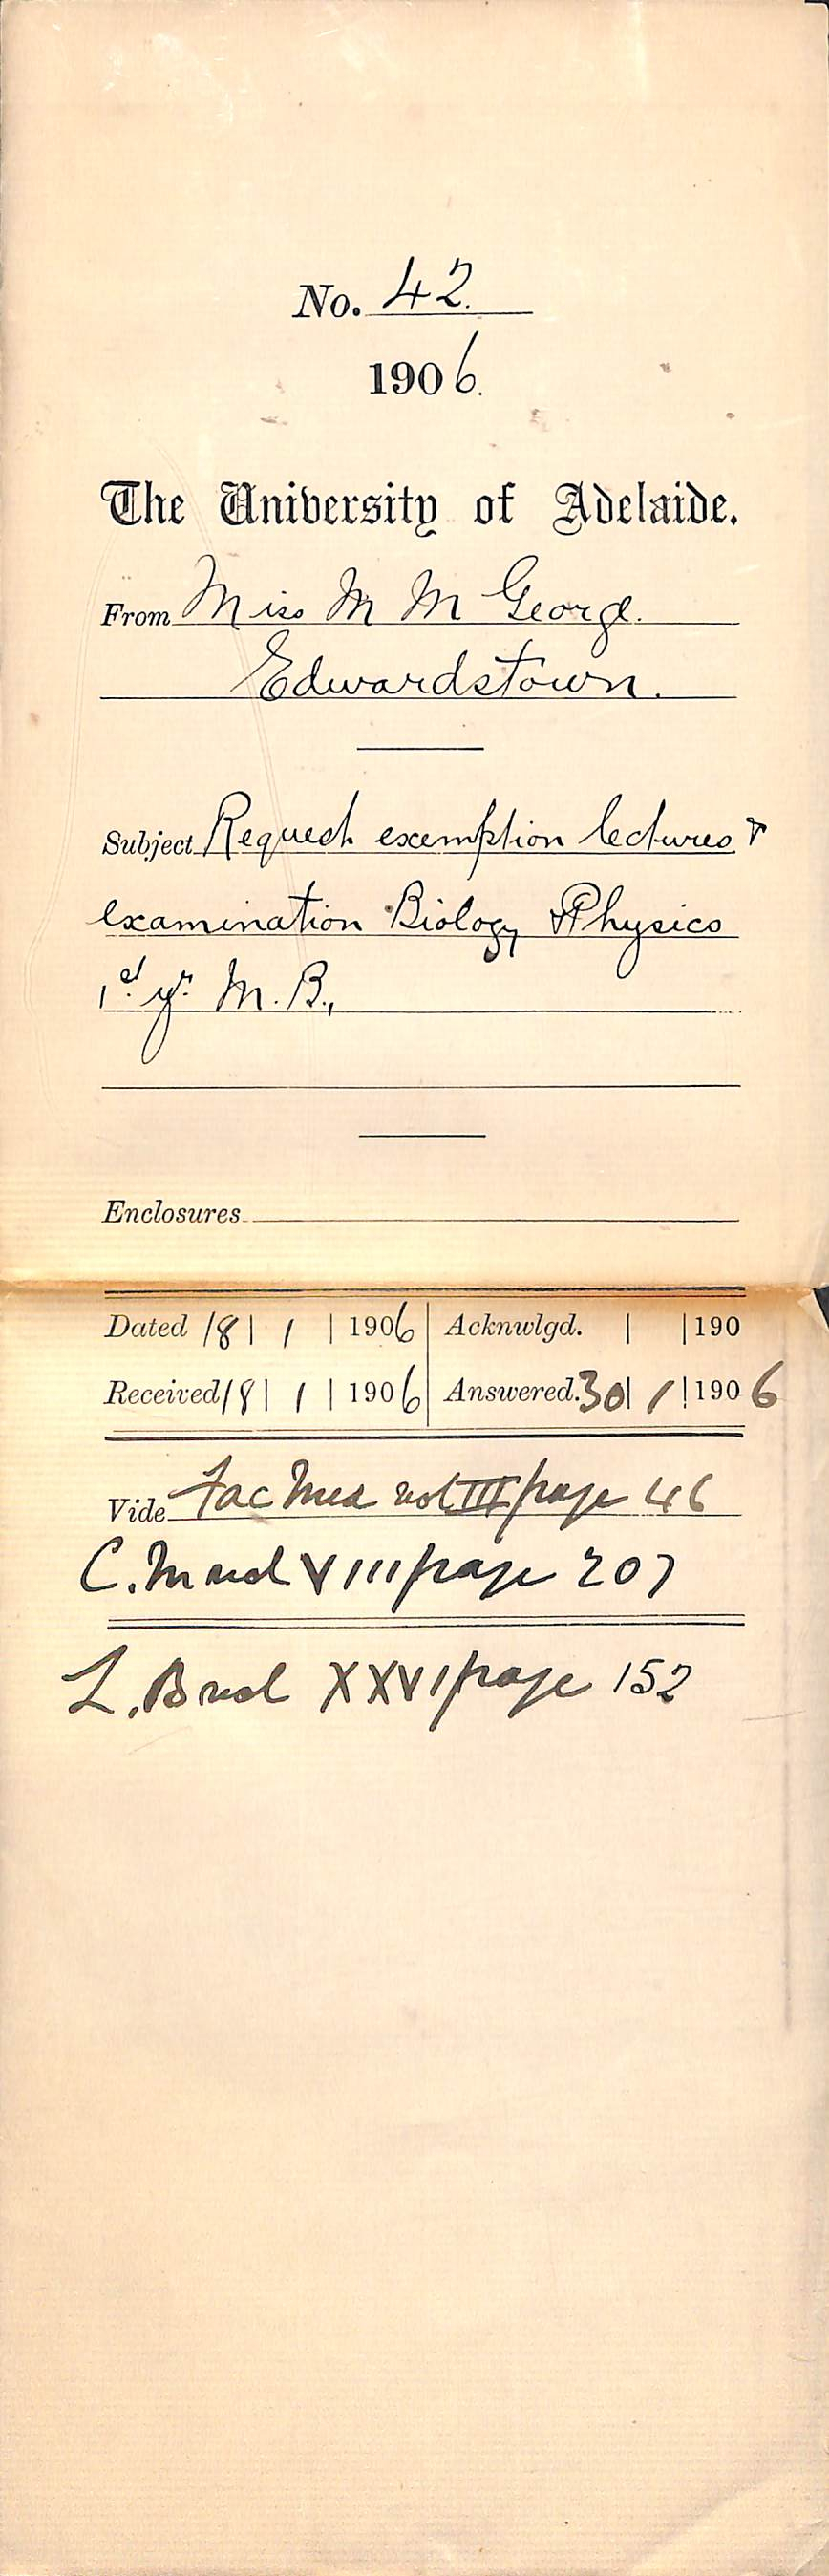 No. 42.
1906.
The University of Adelaide.
From Miss M M George.
Edwardstown.
Subject Request exemption lectures &
examination Biology & Physics
1st yr M.B.,
Enclosures
Dated 18 | 1 | 1906 Acknwlgd. | | 190
Received 18 | 1 | 1906 Answered. 30 | 1 | 1906
Vide Fac Med vol III page 46
C. M vol VIII page 207
L. B vol XXVI page 152